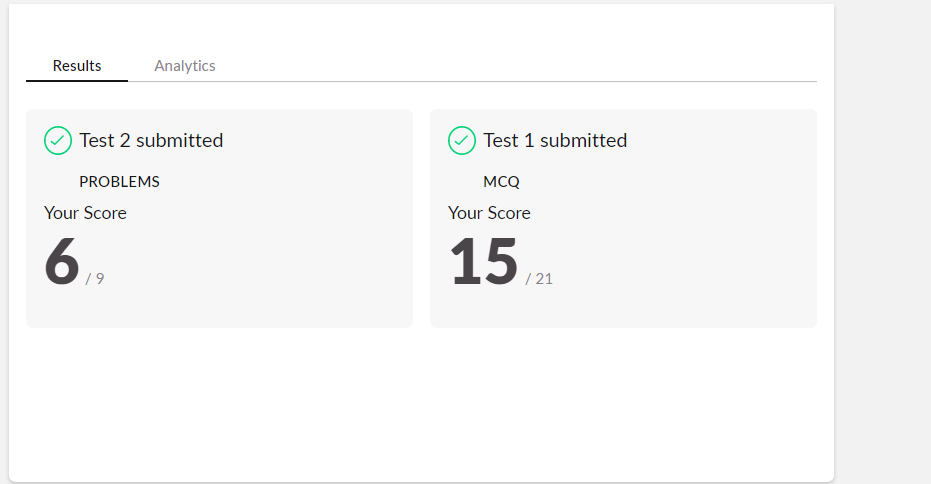 Results
Analytics
Test 2 submitted
PROBLEMS
Your Score
6 / 9
Test 1 submitted
MCQ
Your Score
15 / 21